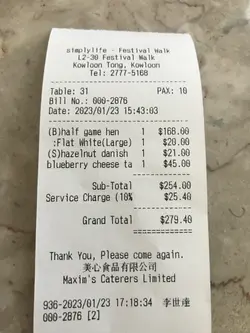 simplylife - Festival Walk
L2-30 Festival Walk
Kowloon Tong, Kowloon
Tel: 2777-5168
Table: 31 PAX: 10
Bill No.: 000-2876
Date: 2023/01/23 15:43:03
(B)half game hen 1 $168.00
:Flat White(Large) 1 $20.00
(S)hazelnut danish 1 $21.00
blueberry cheese ta 1 $45.00
Sub-Total $254.00
Service Charge (10% $25.40
Grand Total $279.40
Thank You, Please come again.
美心食品有限公司
Maxim's Caterers Limited
936-2023/01/23 17:18:34 李世達
000-2876 [2]